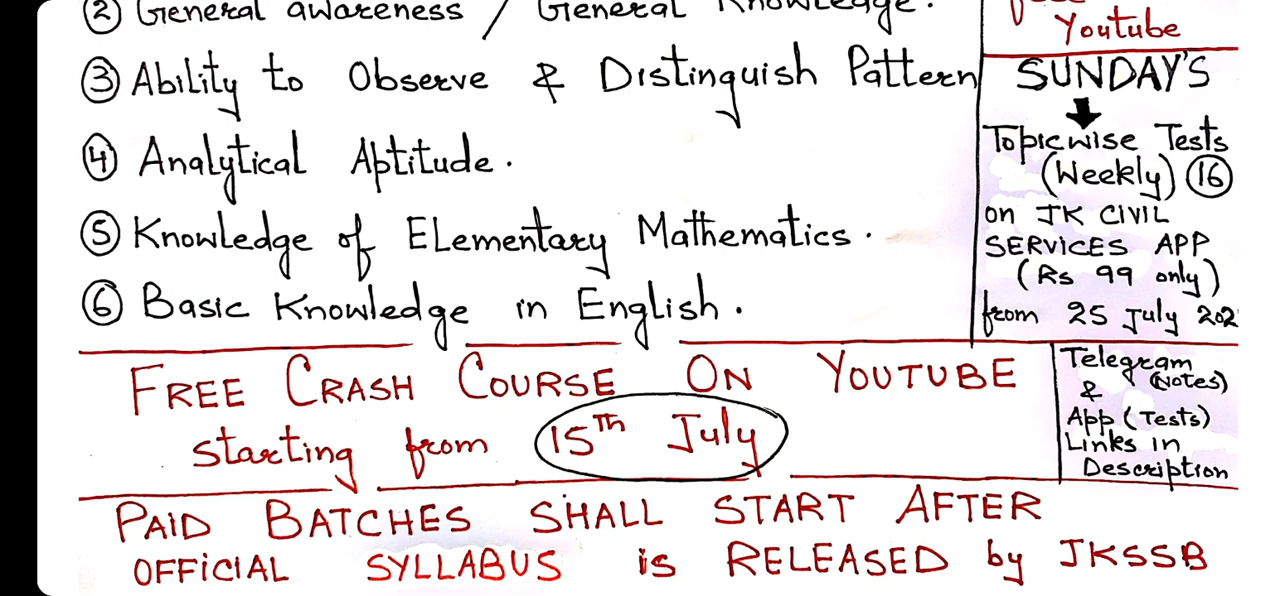 ② General awareness / General Knowledge.
③ Ability to Observe & Distinguish Pattern
④ Analytical Aptitude.
⑤ Knowledge of Elementary Mathematics.
⑥ Basic Knowledge in English.
Youtube
SUNDAY'S
Topicwise Tests
(Weekly) ⑯
on JK CIVIL
SERVICES APP
(Rs 99 only)
from 25 July 202
FREE CRASH COURSE ON YOUTUBE
starting from 15Th July
Telegram
& (Notes)
App (Tests)
Links in
Description
PAID BATCHES SHALL START AFTER
OFFICIAL SYLLABUS is RELEASED by JKSSB